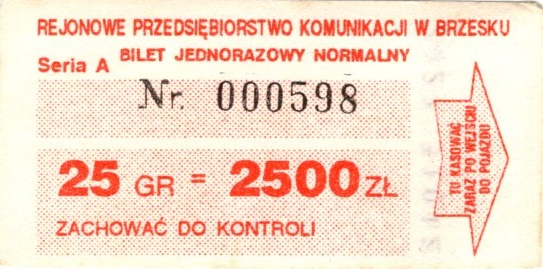 REJONOWE PRZEDSIĘBIORSTWO KOMUNIKACJI W BRZESKU
BILET JEDNORAZOWY NORMALNY
Seria A
Nr. 000598
25 GR = 2500 ZŁ
ZACHOWAĆ DO KONTROLI
TU KASOWAĆ
ZARAZ PO WEJŚCIU
DO POJAZDU